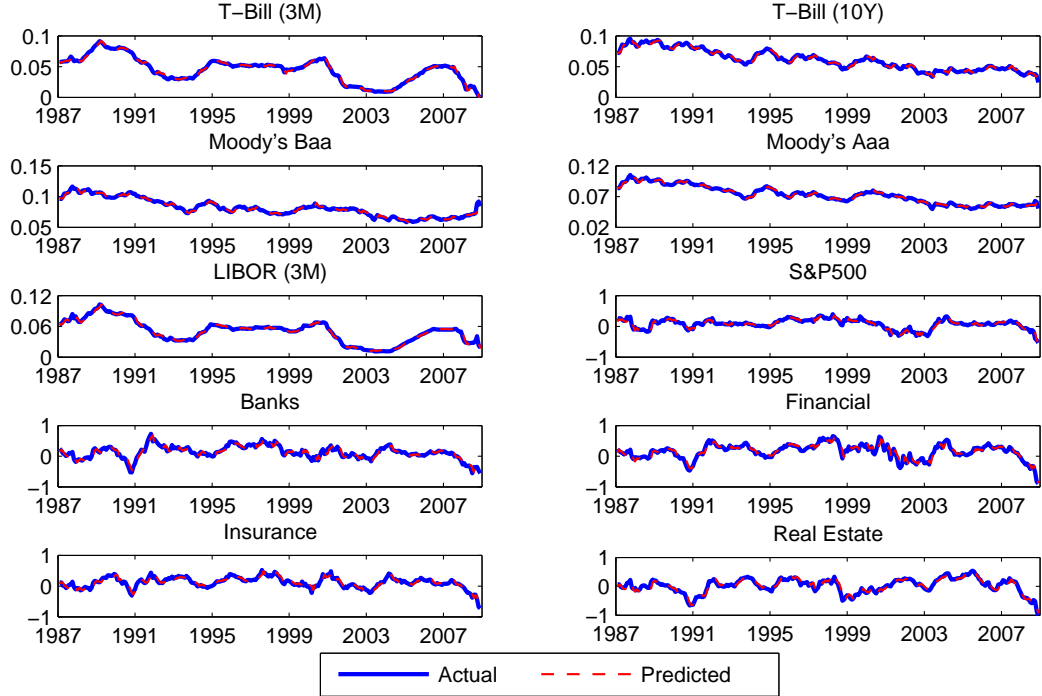 T−Bill (3M) T−Bill (10Y)
0.1 0.1
0.05 0.05
0 0
1987 1991 1995 1999 2003 2007 1987 1991 1995 1999 2003 2007
Moody's Baa Moody's Aaa
0.15 0.12
0.1 0.07
0.05 0.02
1987 1991 1995 1999 2003 2007 1987 1991 1995 1999 2003 2007
LIBOR (3M) S&P500
0.12 1
0.06 0
0 −1
1987 1991 1995 1999 2003 2007 1987 1991 1995 1999 2003 2007
Banks Financial
1 1
0 0
−1 −1
1987 1991 1995 1999 2003 2007 1987 1991 1995 1999 2003 2007
Insurance Real Estate
1 1
0 0
−1 −1
1987 1991 1995 1999 2003 2007 1987 1991 1995 1999 2003 2007
Actual Predicted